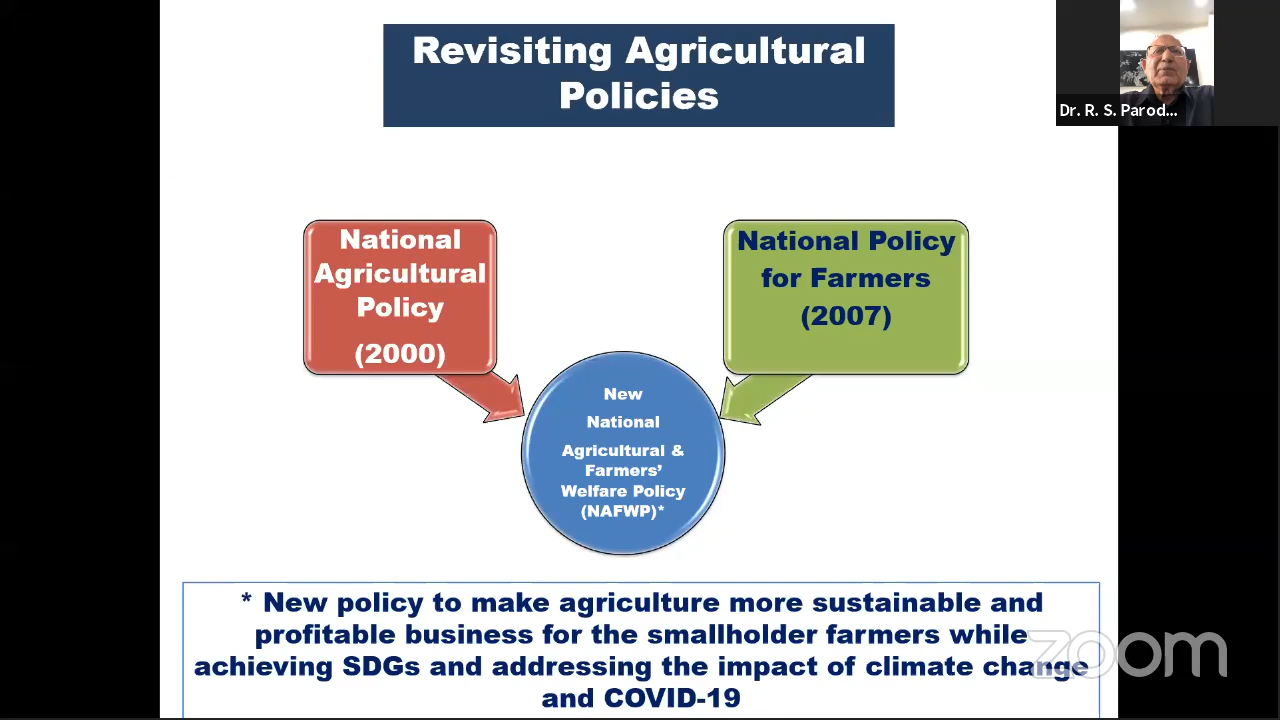 Revisiting Agricultural
Policies
Dr. R. S. Parod...
National
Agricultural
Policy
(2000)
National Policy
for Farmers
(2007)
New
National
Agricultural &
Farmers’
Welfare Policy
(NAFWP)*
* New policy to make agriculture more sustainable and
profitable business for the smallholder farmers while
achieving SDGs and addressing the impact of climate change
and COVID-19
zoom